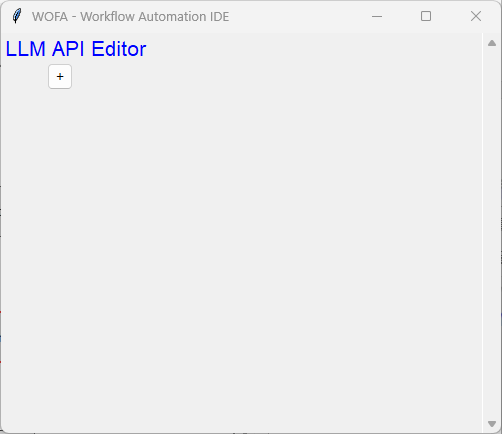 WOFA - Workflow Automation IDE
LLM API Editor
+